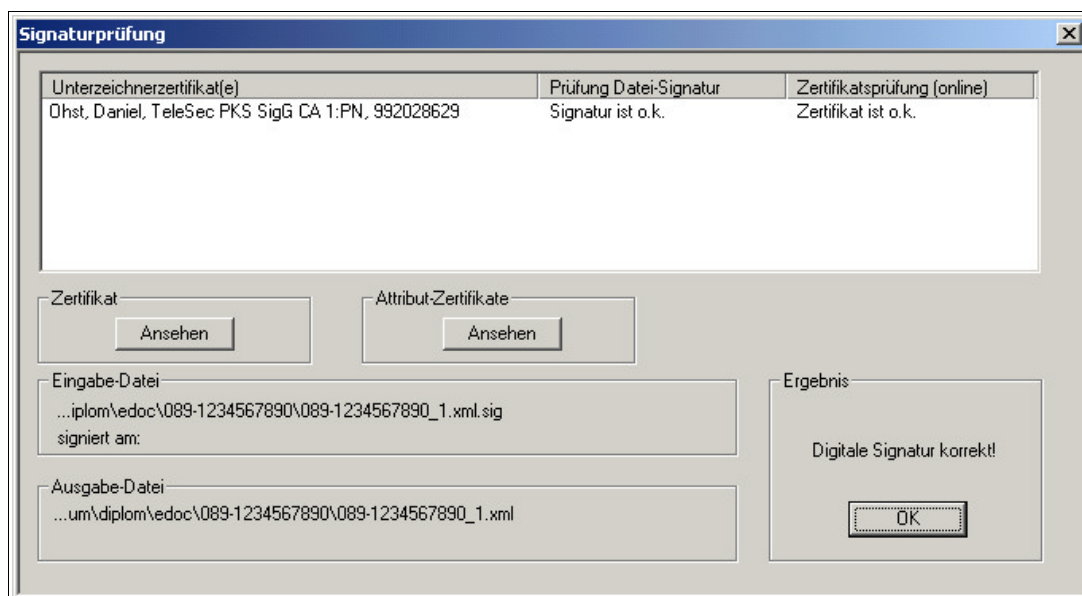 Signaturprüfung
Unterzeichnerzertifikat(e) Prüfung Datei-Signatur Zertifikatsprüfung (online)
Ohst, Daniel, TeleSec PKS SigG CA 1:PN, 992028629 Signatur ist o.k. Zertifikat ist o.k.
Zertifikat Attribut-Zertifikate
Ansehen Ansehen
Eingabe-Datei
...iplom\edoc\089-1234567890\089-1234567890_1.xml.sig
signiert am:
Ausgabe-Datei
...um\diplom\edoc\089-1234567890\089-1234567890_1.xml
Ergebnis
Digitale Signatur korrekt!
OK